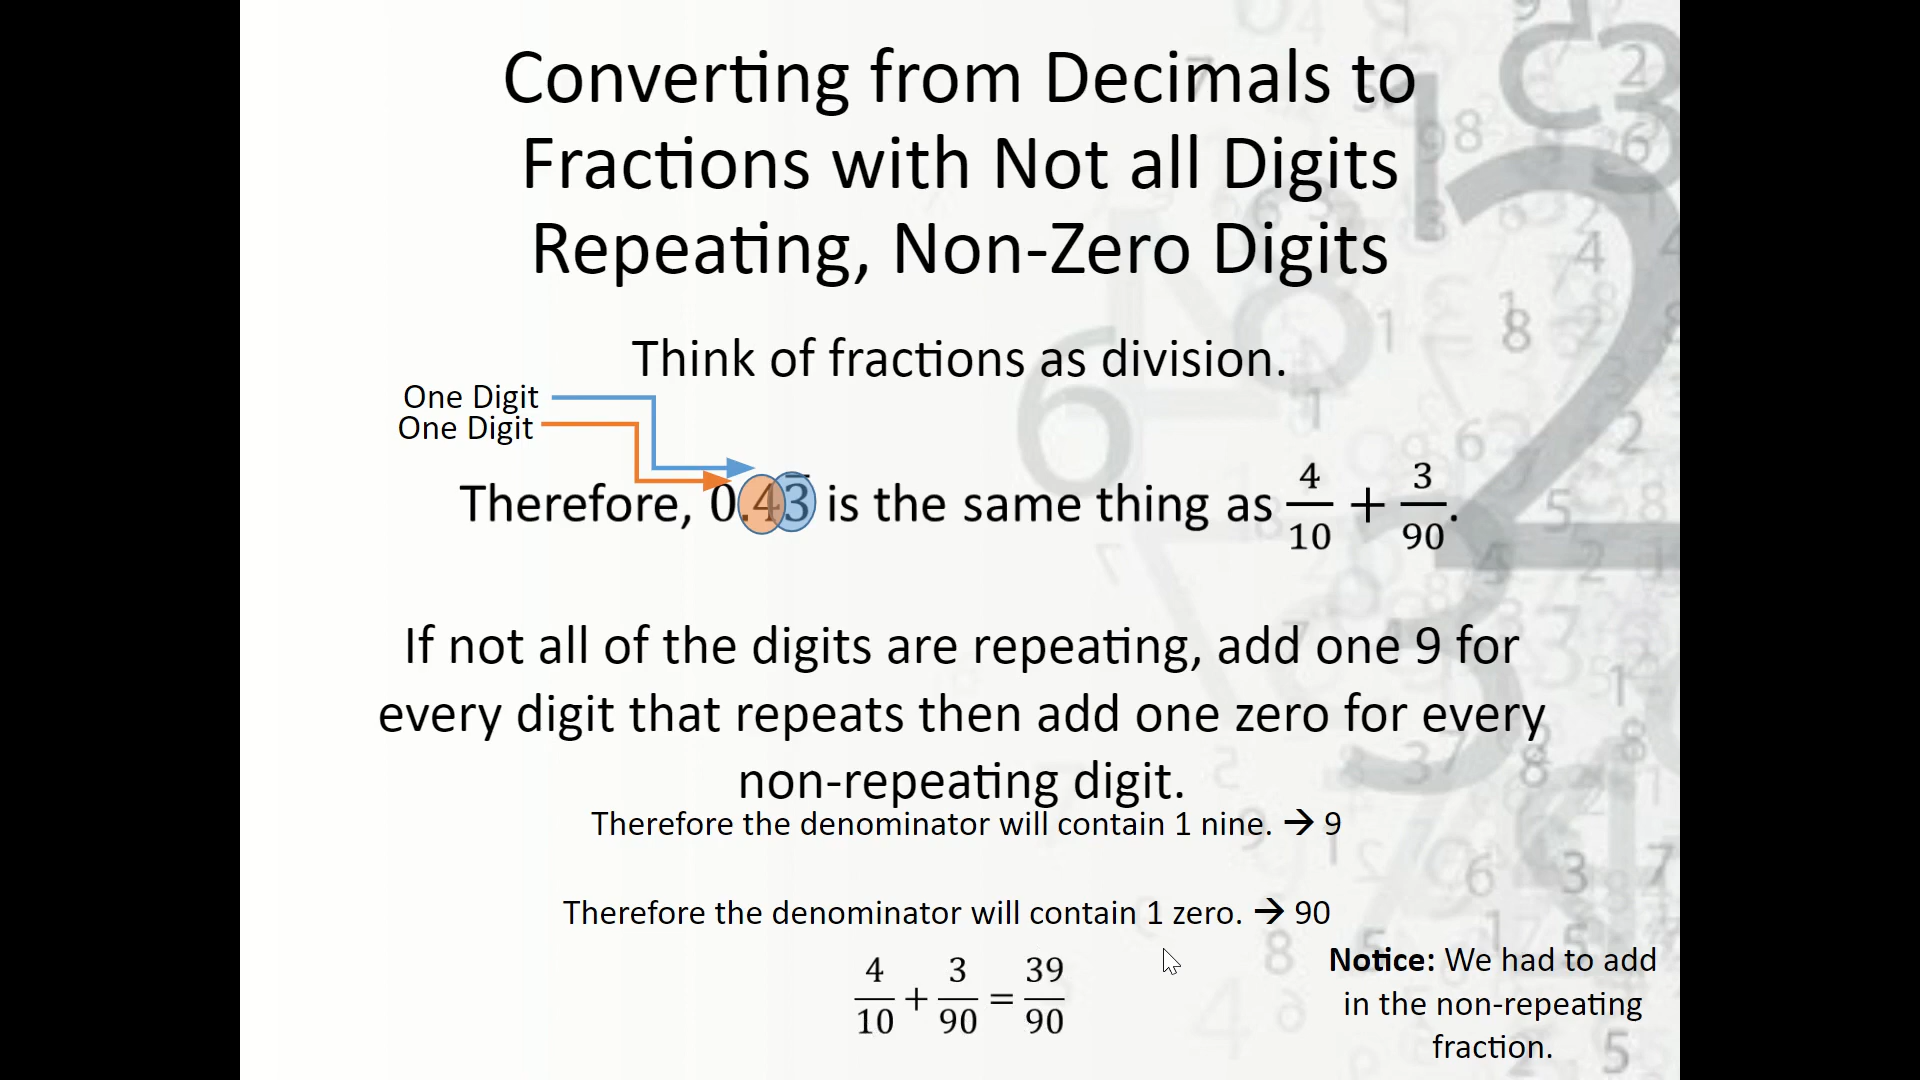 Converting from Decimals to
Fractions with Not all Digits
Repeating, Non-Zero Digits
Think of fractions as division.
One Digit
One Digit
Therefore, 0.43̅ is the same thing as 4/10 + 3/90.
If not all of the digits are repeating, add one 9 for
every digit that repeats then add one zero for every
non-repeating digit.
Therefore the denominator will contain 1 nine. → 9
Therefore the denominator will contain 1 zero. → 90
4/10 + 3/90 = 39/90
Notice: We had to add
in the non-repeating
fraction.